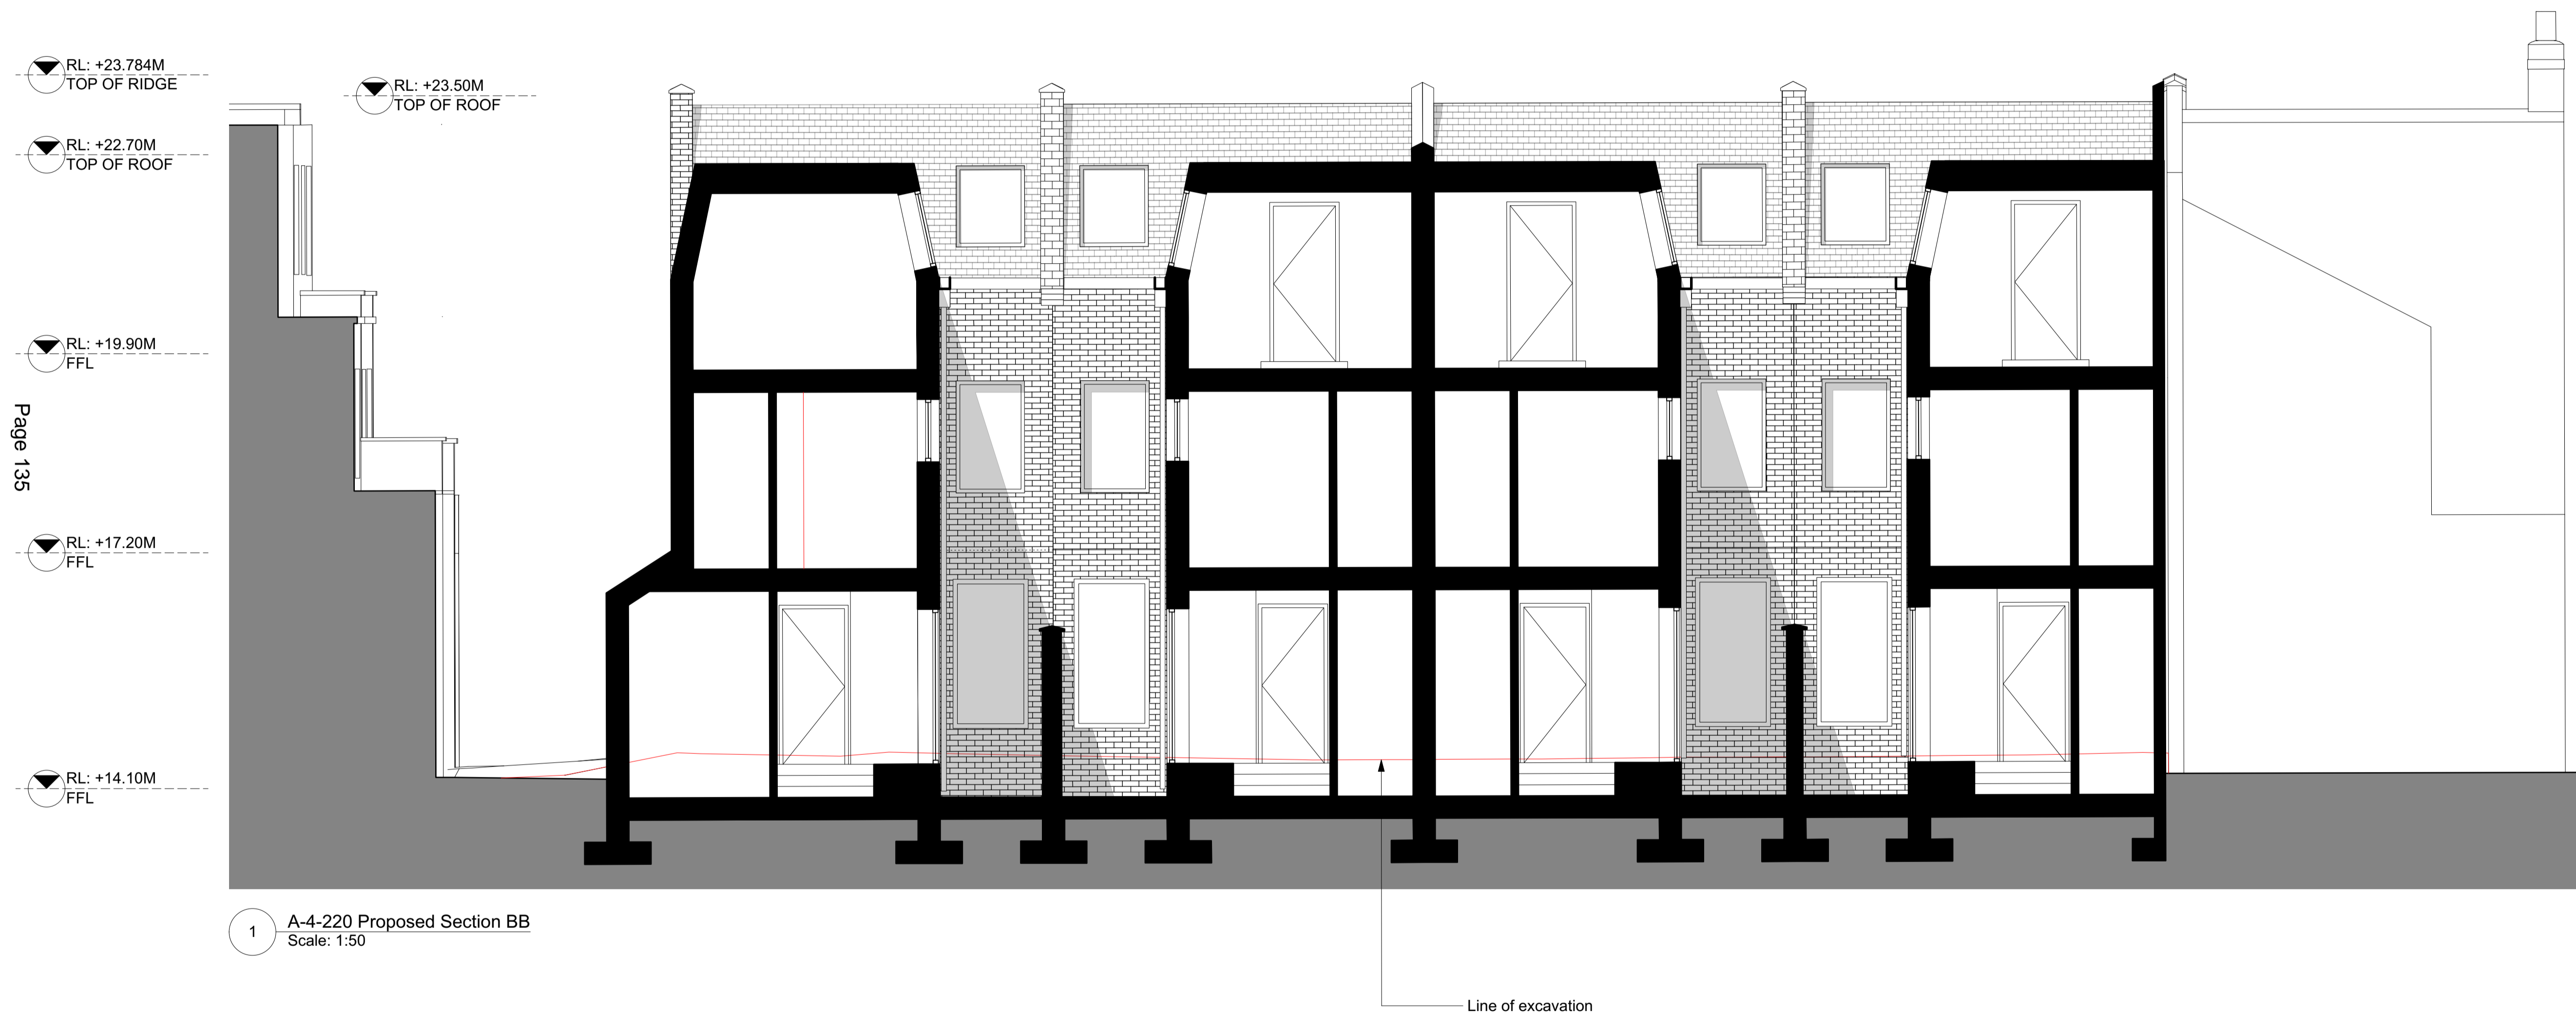 RL: +23.784M
TOP OF RIDGE
RL: +23.50M
TOP OF ROOF
RL: +22.70M
TOP OF ROOF
RL: +19.90M
FFL
Page 135
RL: +17.20M
FFL
RL: +14.10M
FFL
1
A-4-220 Proposed Section BB
Scale: 1:50
Line of excavation